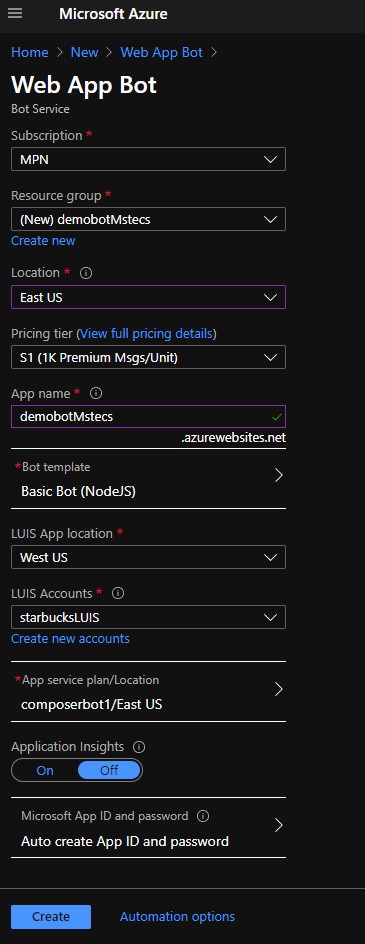 Microsoft Azure
Home > New > Web App Bot >
Web App Bot
Bot Service
Subscription *
MPN
Resource group *
(New) demobotMstecs
Create new
Location *
East US
Pricing tier (View full pricing details)
S1 (1K Premium Msgs/Unit)
App name *
demobotMstecs
.azurewebsites.net
*Bot template
Basic Bot (NodeJS)
LUIS App location *
West US
LUIS Accounts *
starbucksLUIS
Create new accounts
*App service plan/Location
composerbot1/East US
Application Insights
On Off
Microsoft App ID and password
Auto create App ID and password
Create Automation options